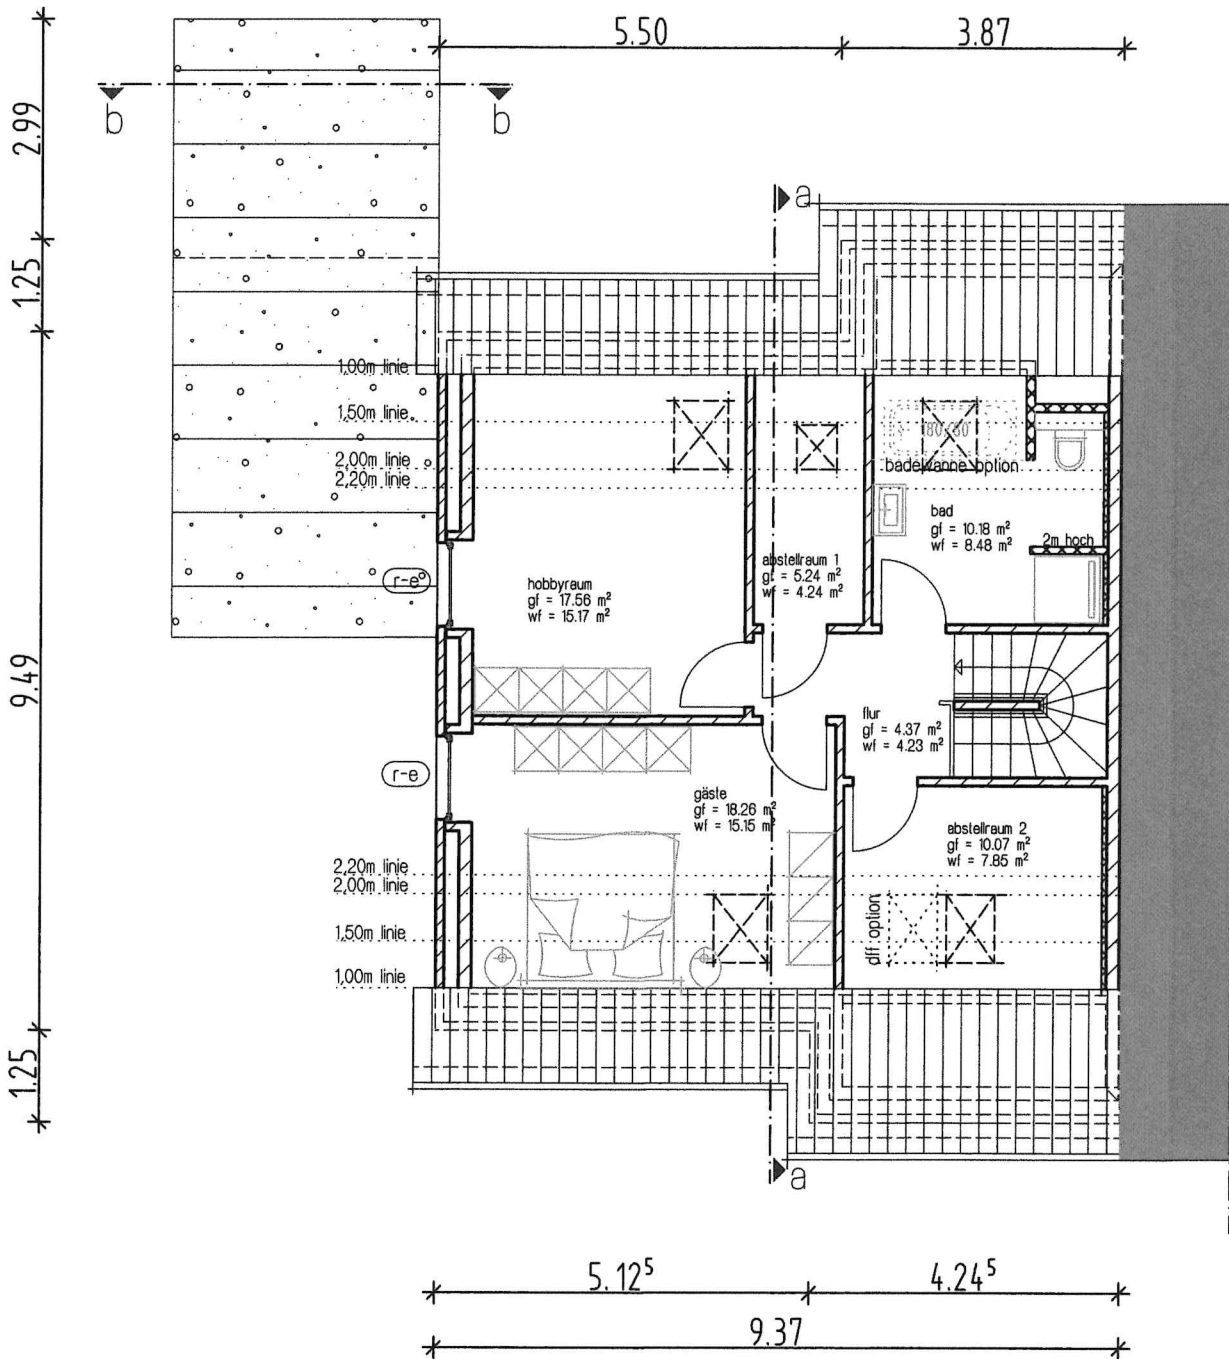 5.50
3.87
2.99
1.25
9.49
1.25
b
b
a
1,00m linie
1,50m linie
2,00m linie
2,20m linie
180/80
badewanne option
bad
gf = 10.18 m²
wf = 8.48 m²
2m hoch
abstellraum 1
gf = 5.24 m²
wf = 4.24 m²
r-e
hobbyraum
gf = 17.56 m²
wf = 15.17 m²
flur
gf = 4.37 m²
wf = 4.23 m²
r-e
gäste
gf = 18.26 m²
wf = 15.15 m²
abstellraum 2
gf = 10.07 m²
wf = 7.85 m²
2,20m linie
2,00m linie
1,50m linie
1,00m linie
dff option
a
5.12⁵
4.24⁵
9.37